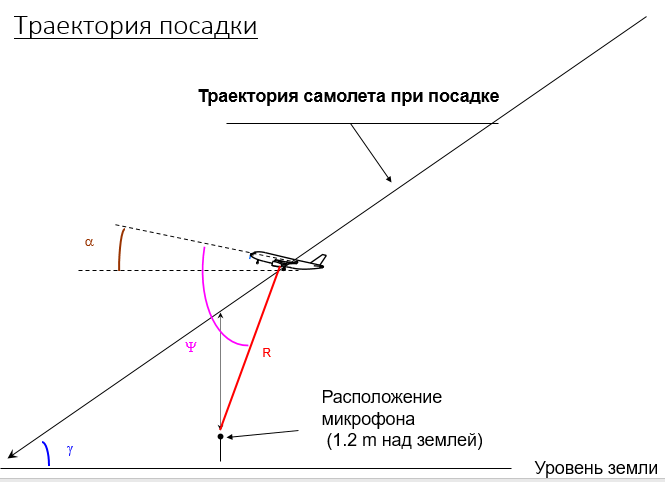 Траектория посадки
Траектория самолета при посадке
α
Ψ
R
Расположение
микрофона
(1.2 m над землей)
γ
Уровень земли